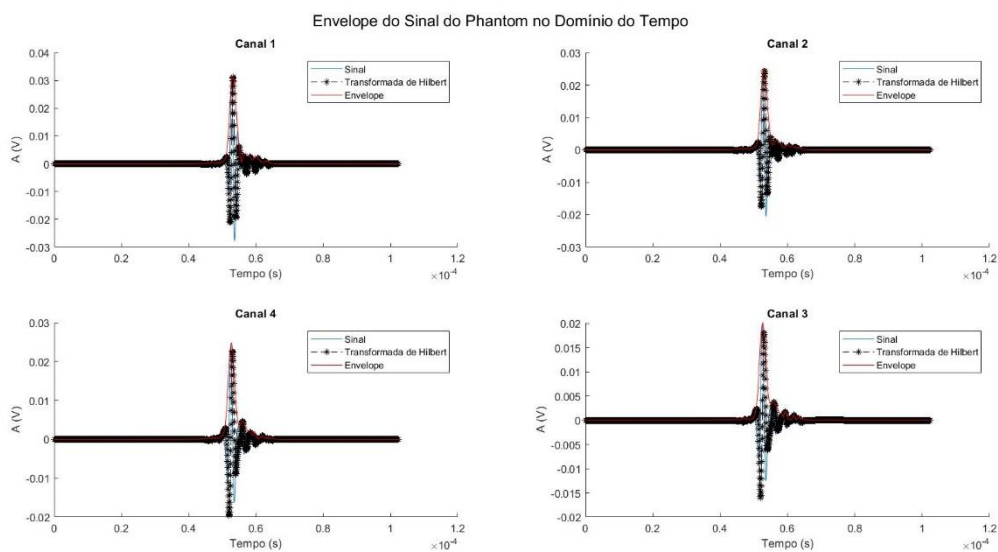 Envelope do Sinal do Phantom no Domínio do Tempo
Canal 1
0.04
0.03
0.02
0.01
0
-0.01
-0.02
-0.03
A (V)
Sinal
Transformada de Hilbert
Envelope
0 0.2 0.4 0.6 0.8 1 1.2
Tempo (s)
×10⁻⁴
Canal 2
0.03
0.02
0.01
0
-0.01
-0.02
-0.03
A (V)
Sinal
Transformada de Hilbert
Envelope
0 0.2 0.4 0.6 0.8 1 1.2
Tempo (s)
×10⁻⁴
Canal 4
0.03
0.02
0.01
0
-0.01
-0.02
A (V)
Sinal
Transformada de Hilbert
Envelope
0 0.2 0.4 0.6 0.8 1 1.2
Tempo (s)
×10⁻⁴
Canal 3
0.02
0.015
0.01
0.005
0
-0.005
-0.01
-0.015
-0.02
A (V)
Sinal
Transformada de Hilbert
Envelope
0 0.2 0.4 0.6 0.8 1 1.2
Tempo (s)
×10⁻⁴